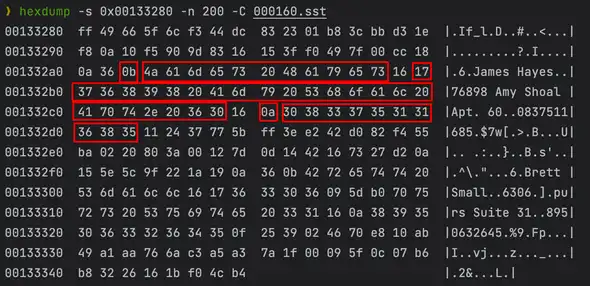 ❯ hexdump -s 0x00133280 -n 200 -C 000160.sst
00133280  ff 49 66 5f 6c f3 44 dc  83 23 01 b8 3c bb d3 1e  |.If_l.D..#..<...|
00133290  f8 0a 10 f5 90 9d 83 16  15 3f f0 49 7f 00 cc 18  |.........?.I....|
001332a0  0a 36 0b 4a 61 6d 65 73  20 48 61 79 65 73 16 17  |.6.James Hayes..|
001332b0  37 36 38 39 38 20 41 6d  79 20 53 68 6f 61 6c 20  |76898 Amy Shoal |
001332c0  41 70 74 2e 20 36 30 16  0a 30 38 33 37 35 31 31  |Apt. 60..0837511|
001332d0  36 38 35 11 24 37 77 5b  ff 3e e2 42 d0 82 f4 55  |685.$7w[.>.B...U|
001332e0  ba 02 20 80 3a 00 12 7d  0d 14 42 16 73 27 d2 0a  |.. .:..}..B.s'..|
001332f0  15 5e 5c 9f 22 1a 19 0a  36 0b 42 72 65 74 74 20  |.^\."...6.Brett |
00133300  53 6d 61 6c 6c 16 17 36  33 30 36 09 5d b0 70 75  |Small..6306.].pu|
00133310  72 73 20 53 75 69 74 65  20 33 31 16 0a 38 39 35  |rs Suite 31..895|
00133320  30 36 33 32 36 34 35 0f  25 39 02 46 70 e8 10 ab  |0632645.%9.Fp...|
00133330  49 a1 aa 76 6a c3 a5 a3  7a 1f 00 09 5f 0c 07 b6  |I..vj...z..._...|
00133340  b8 32 26 16 1b f0 4c b4                           |.2&...L.|